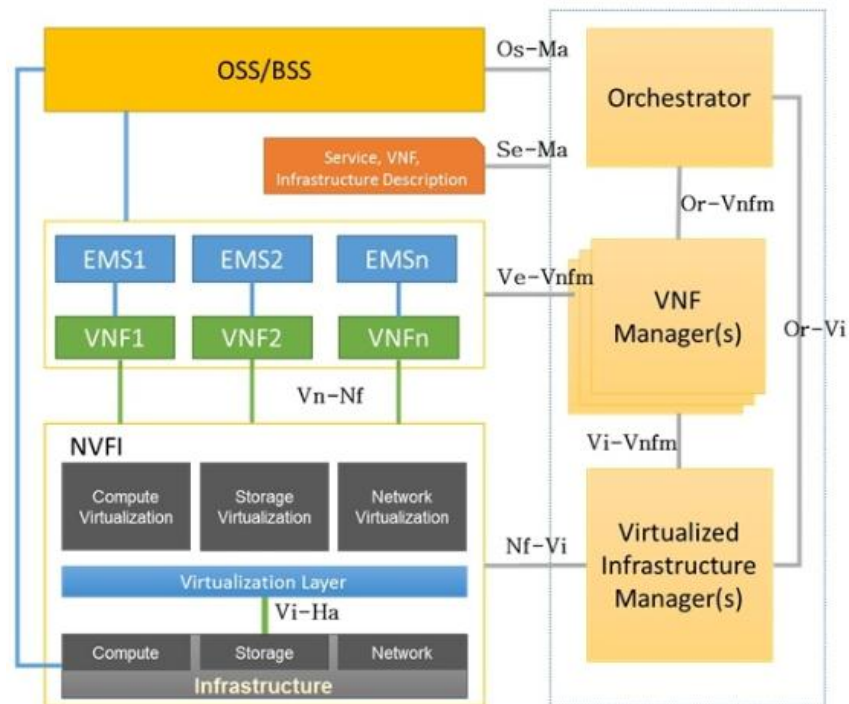 OSS/BSS
Os-Ma
Orchestrator
Service, VNF,
Infrastructure Description
Se-Ma
Or-Vnfm
EMS1
EMS2
EMSn
Ve-Vnfm
VNF
Manager(s)
Or-Vi
VNF1
VNF2
VNFn
Vn-Nf
Vi-Vnfm
NVFI
Compute
Virtualization
Storage
Virtualization
Network
Virtualization
Nf-Vi
Virtualized
Infrastructure
Manager(s)
Virtualization Layer
Vi-Ha
Compute
Storage
Network
Infrastructure